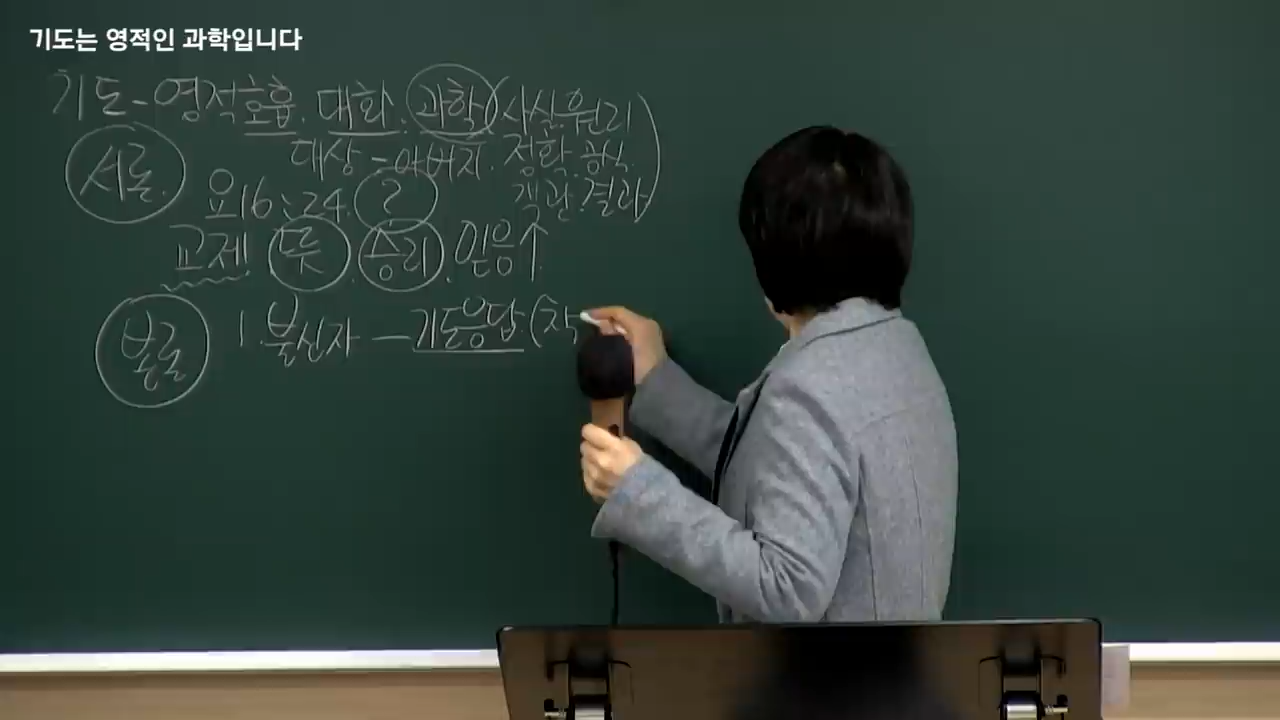 기도는 영적인 과학입니다
기도-영적호흡. 대화. 과학(사실.원리
대상-아버지. 정확.공식.
서론. 요16:24. ? 객관.결과)
교제! 뜻. 승리. 믿음↑.
본론 1.불신자 - 기도응답.(착